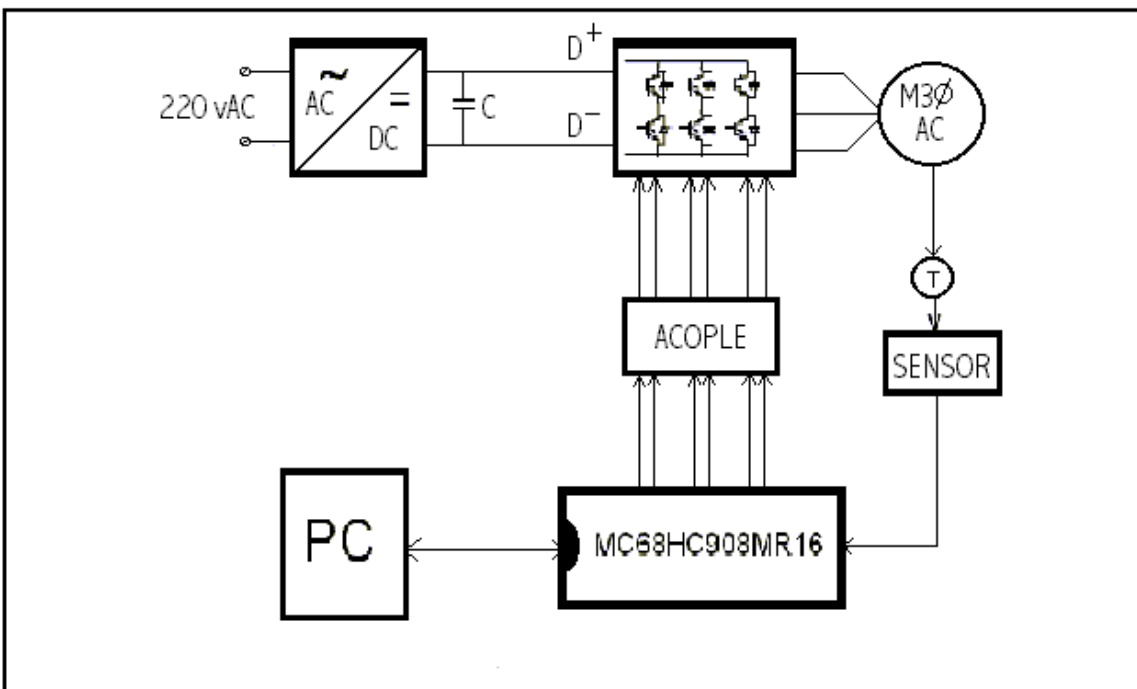 220 vAC
AC ~
=
DC
C
D+
D-
M3Ø
AC
T
SENSOR
ACOPLE
PC
MC68HC908MR16